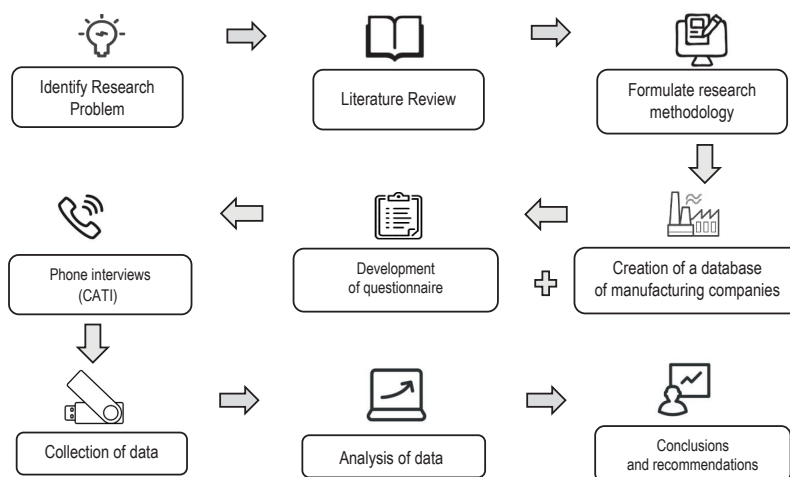 Identify Research
Problem
Literature Review
Formulate research
methodology
Creation of a database
of manufacturing companies
Development
of questionnaire
Phone interviews
(CATI)
Collection of data
Analysis of data
Conclusions
and recommendations